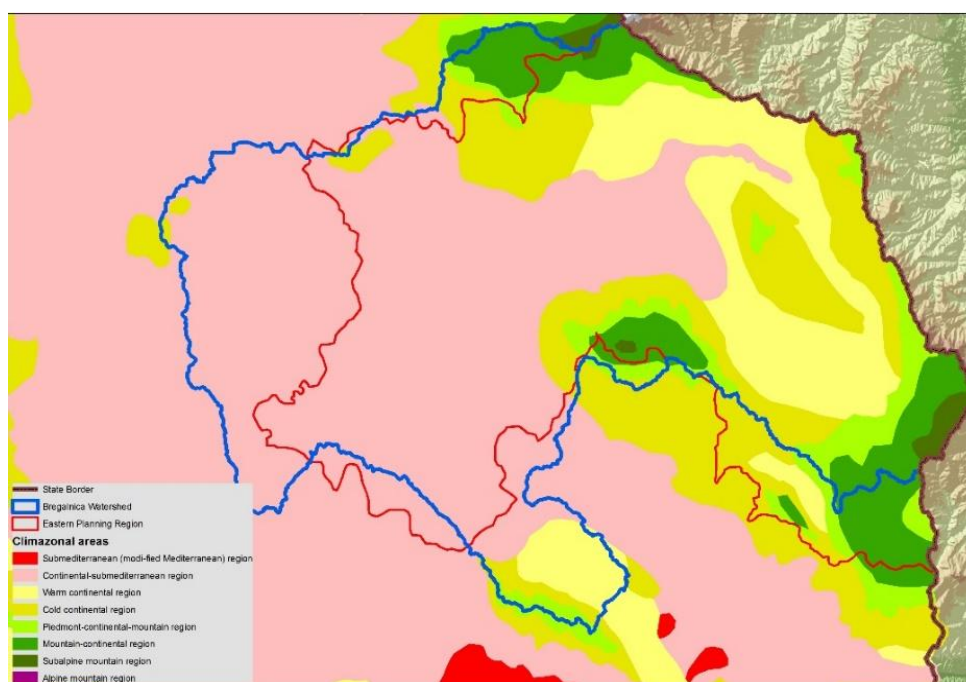 State Border
Bregalnica Watershed
Eastern Planning Region
Climazonal areas
Submediterranean (modi-fied Mediterranean) region
Continental-submediterranean region
Warm continental region
Cold continental region
Piedmont-continental-mountain region
Mountain-continental region
Subalpine mountain region
Alpine mountain region